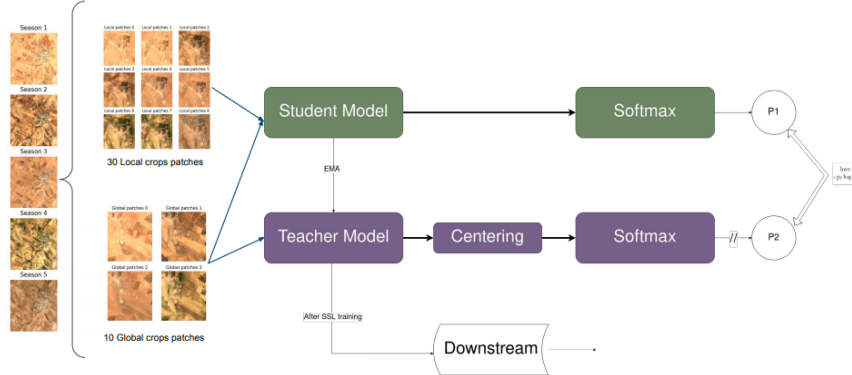 Season 1
Season 2
Season 3
Season 4
Season 5
Local patches 0 Local patches 1 Local patches 2
Local patches 3 Local patches 4 Local patches 5
Local patches 6 Local patches 7 Local patches 8
30 Local crops patches
Global patches 0 Global patches 1
Global patches 2 Global patches 3
10 Global crops patches
Student Model
Softmax
P1
EMA
Teacher Model
Centering
Softmax
//
P2
After SSL training
Downstream